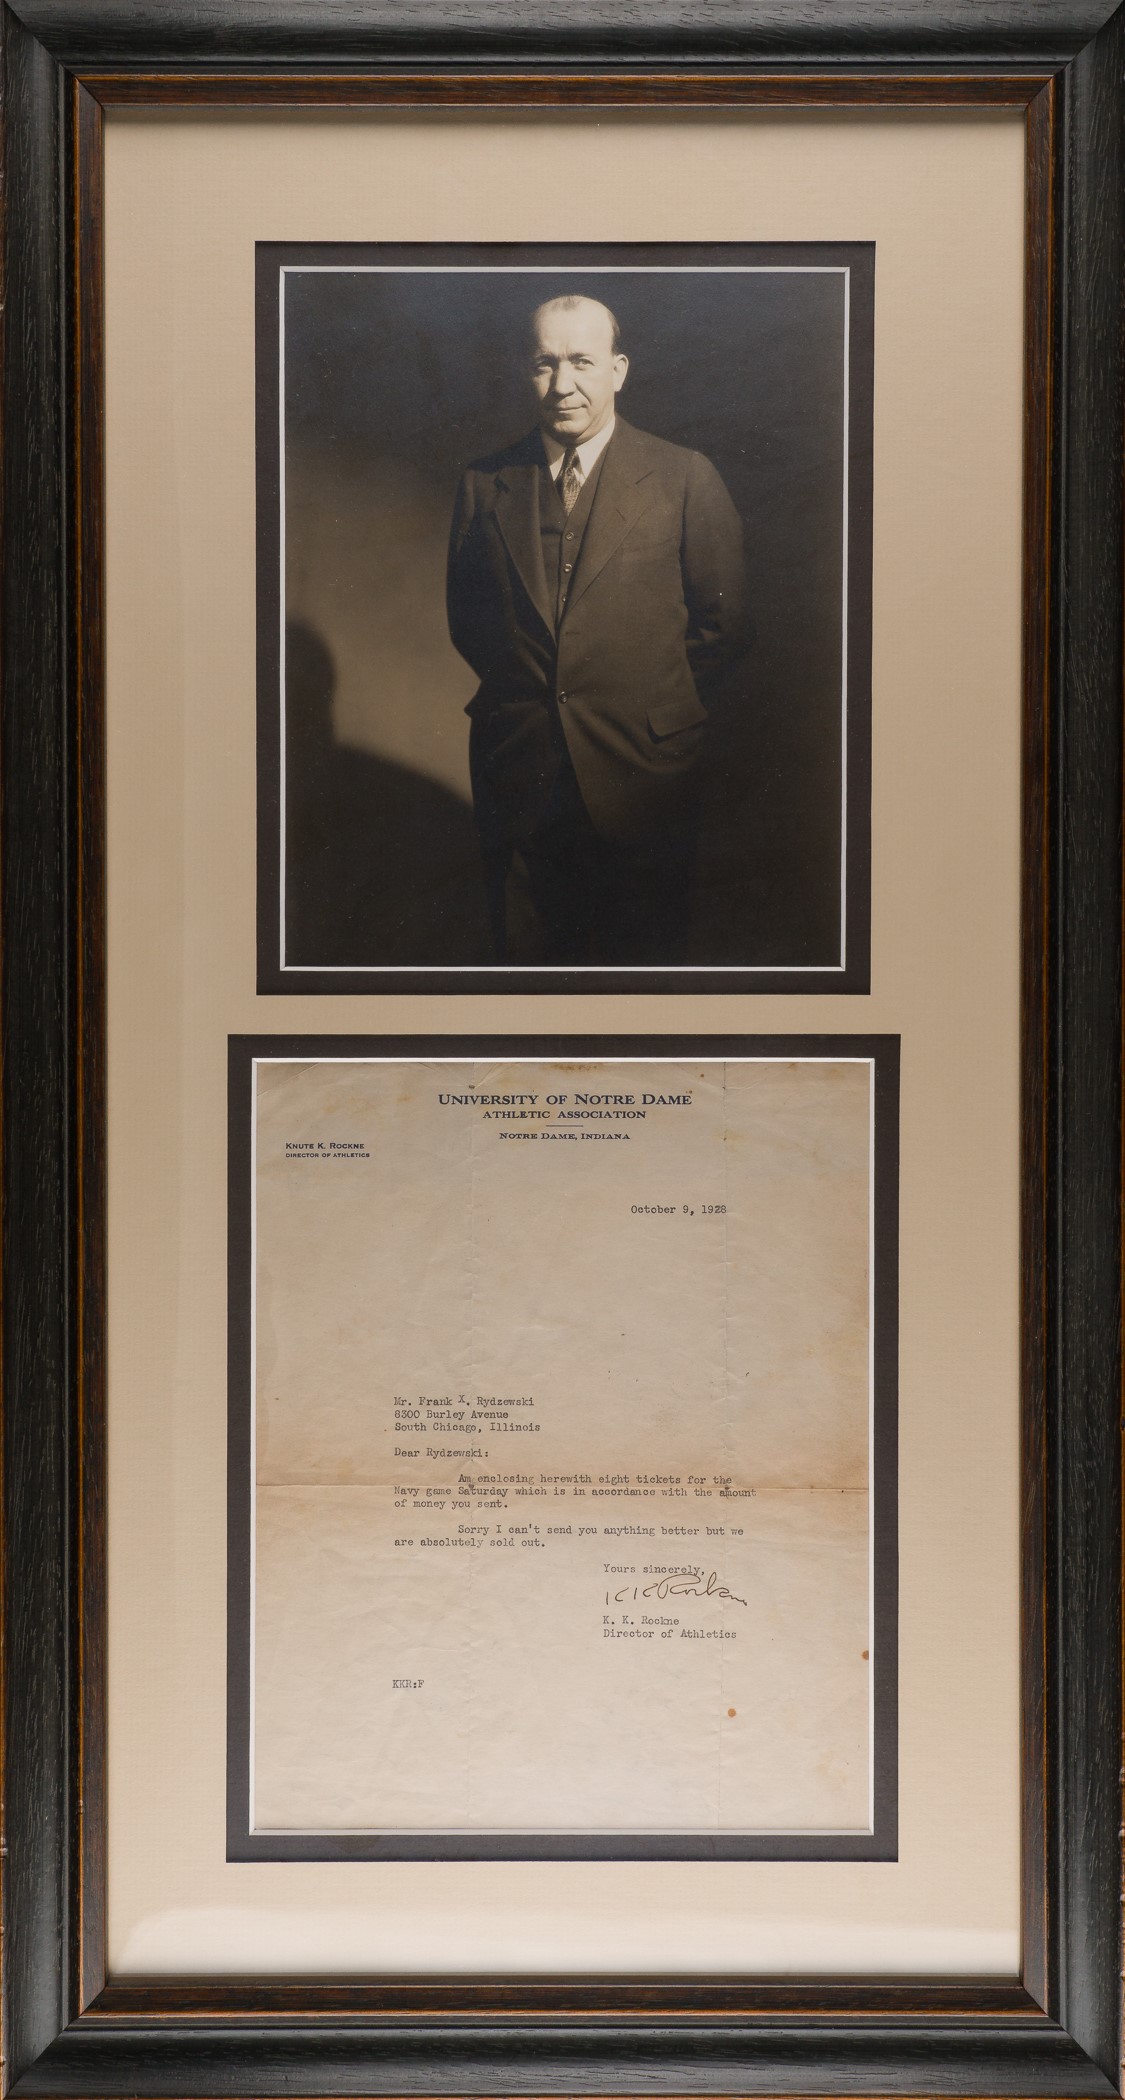 UNIVERSITY OF NOTRE DAME
ATHLETIC ASSOCIATION
NOTRE DAME, INDIANA
KNUTE K. ROCKNE
DIRECTOR OF ATHLETICS
October 9, 1928
Mr. Frank X. Rydzewski
8300 Burley Avenue
South Chicago, Illinois
Dear Rydzewski:
Am enclosing herewith eight tickets for the
Navy game Saturday which is in accordance with the amount
of money you sent.
Sorry I can't send you anything better but we
are absolutely sold out.
Yours sincerely,
K K Rockne
K. K. Rockne
Director of Athletics
KKR:F